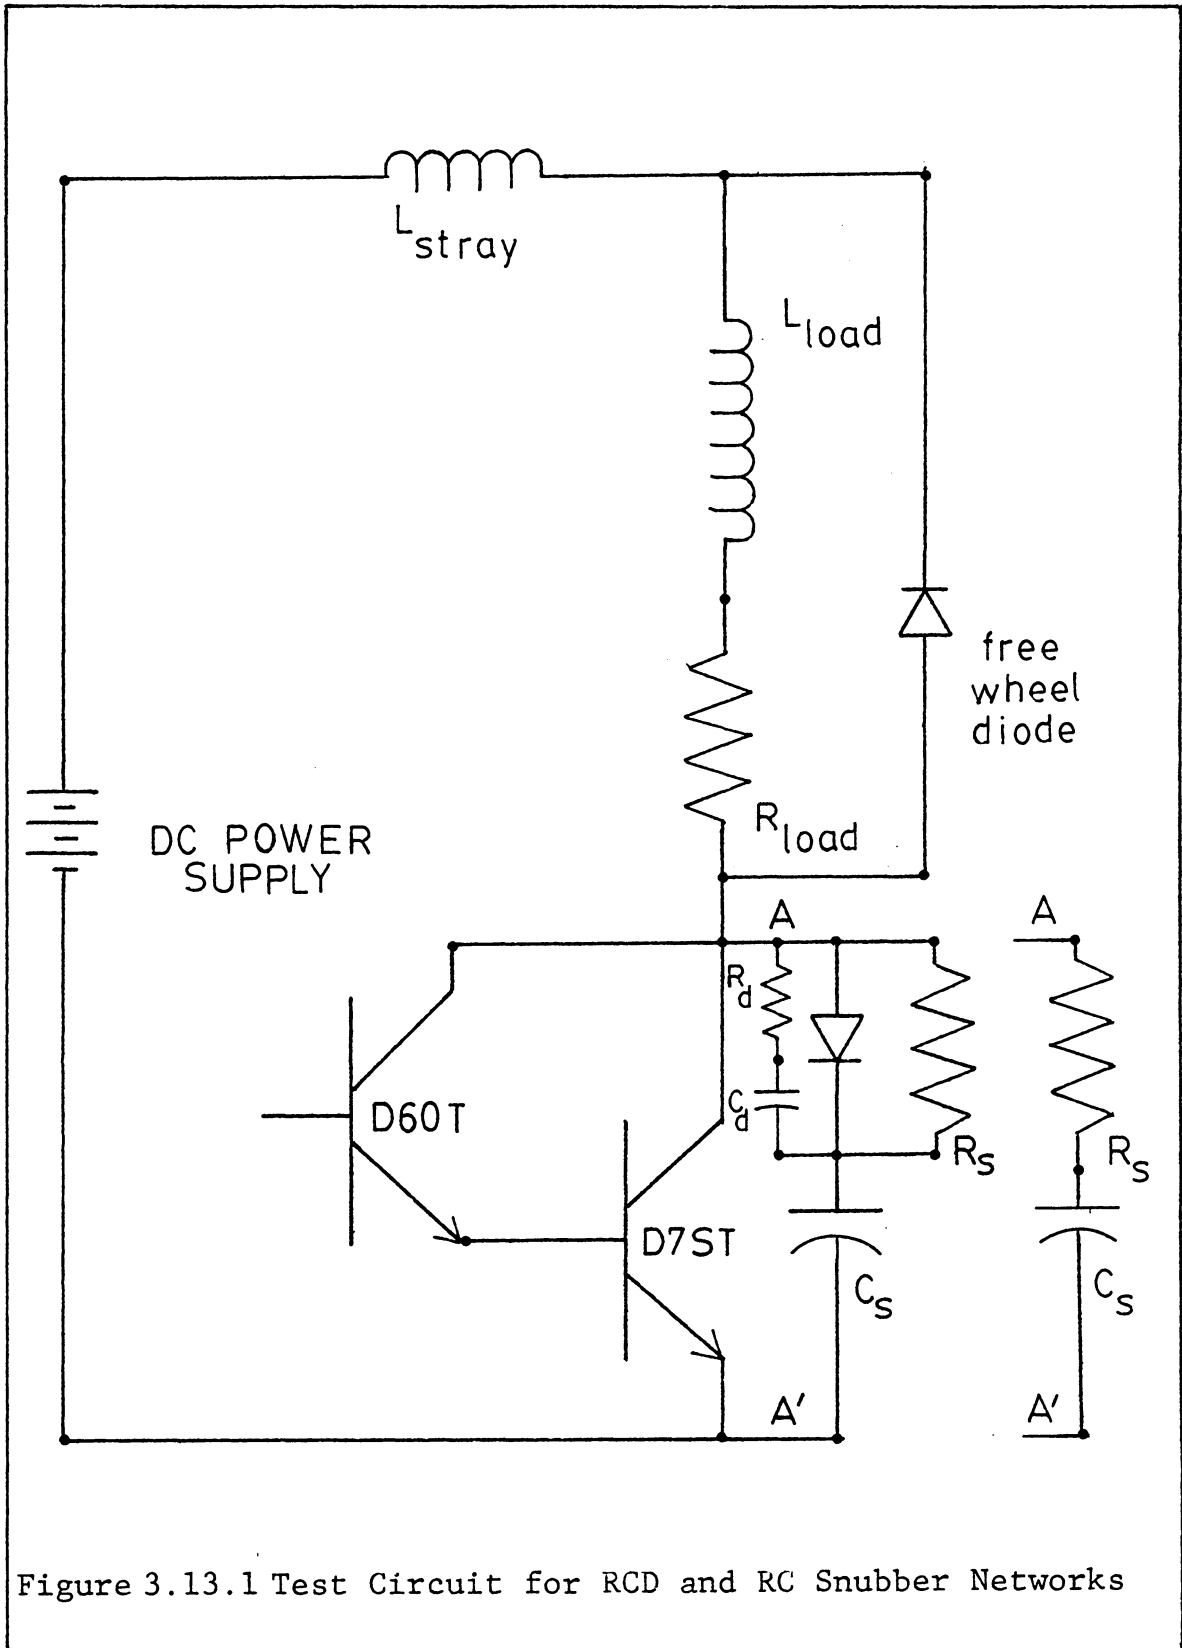 L stray
L load
free
wheel
diode
R load
DC POWER
SUPPLY
A
A
R d
D60T
C d
R s
R s
D7ST
C s
C s
A'
A'
Figure 3.13.1 Test Circuit for RCD and RC Snubber Networks